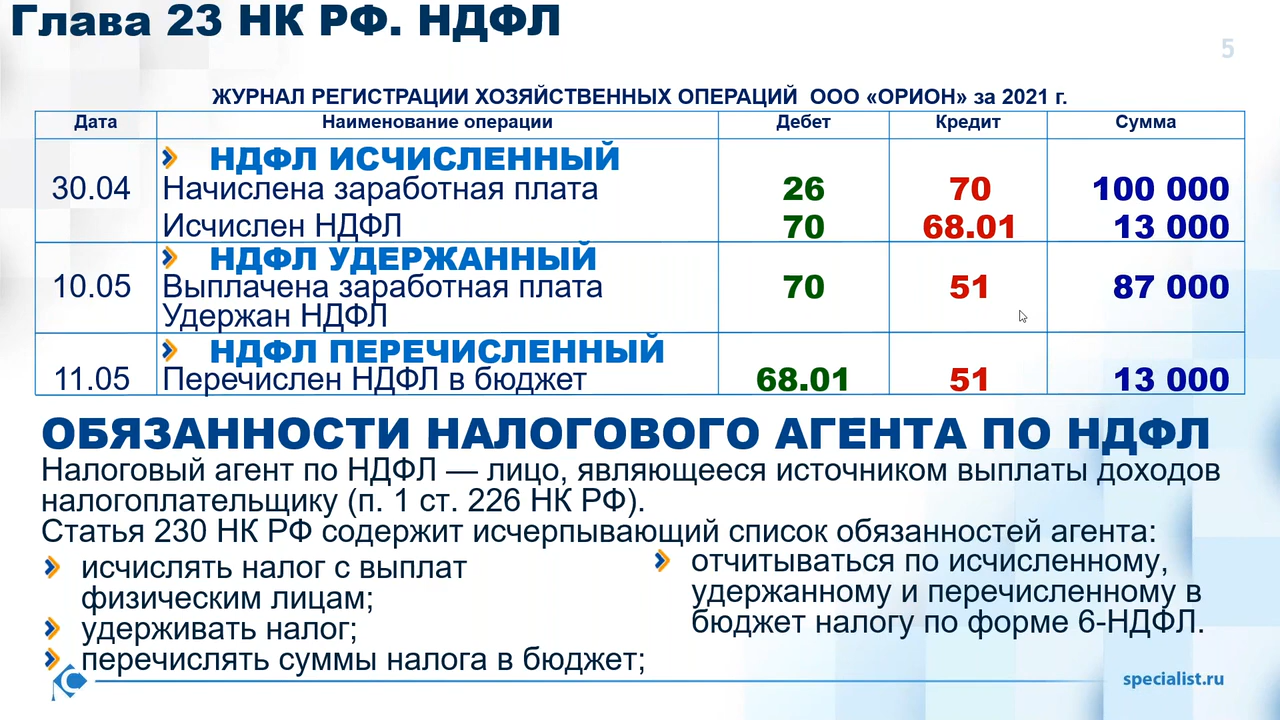 Глава 23 НК РФ. НДФЛ
5
ЖУРНАЛ РЕГИСТРАЦИИ ХОЗЯЙСТВЕННЫХ ОПЕРАЦИЙ ООО «ОРИОН» за 2021 г.
Дата Наименование операции Дебет Кредит Сумма
НДФЛ ИСЧИСЛЕННЫЙ
30.04 Начислена заработная плата 26 70 100 000
Исчислен НДФЛ 70 68.01 13 000
НДФЛ УДЕРЖАННЫЙ
10.05 Выплачена заработная плата 70 51 87 000
Удержан НДФЛ
НДФЛ ПЕРЕЧИСЛЕННЫЙ
11.05 Перечислен НДФЛ в бюджет 68.01 51 13 000
ОБЯЗАННОСТИ НАЛОГОВОГО АГЕНТА ПО НДФЛ
Налоговый агент по НДФЛ — лицо, являющееся источником выплаты доходов
налогоплательщику (п. 1 ст. 226 НК РФ).
Статья 230 НК РФ содержит исчерпывающий список обязанностей агента:
исчислять налог с выплат
физическим лицам;
удерживать налог;
перечислять суммы налога в бюджет;
отчитываться по исчисленному,
удержанному и перечисленному в
бюджет налогу по форме 6-НДФЛ.
specialist.ru